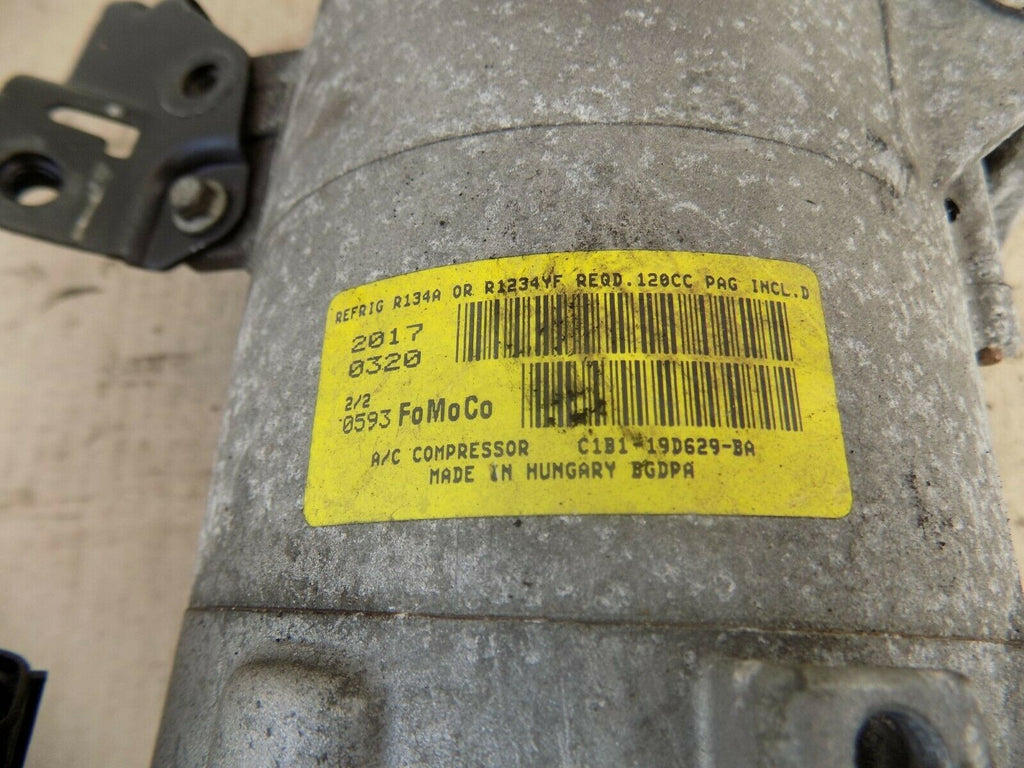 REFRIG R134A OR R1234YF REQD.120CC PAG INCL.D
2017
0320
2/2
0593 FoMoCo
A/C COMPRESSOR C1B1-19D629-BA
MADE IN HUNGARY BGDPA